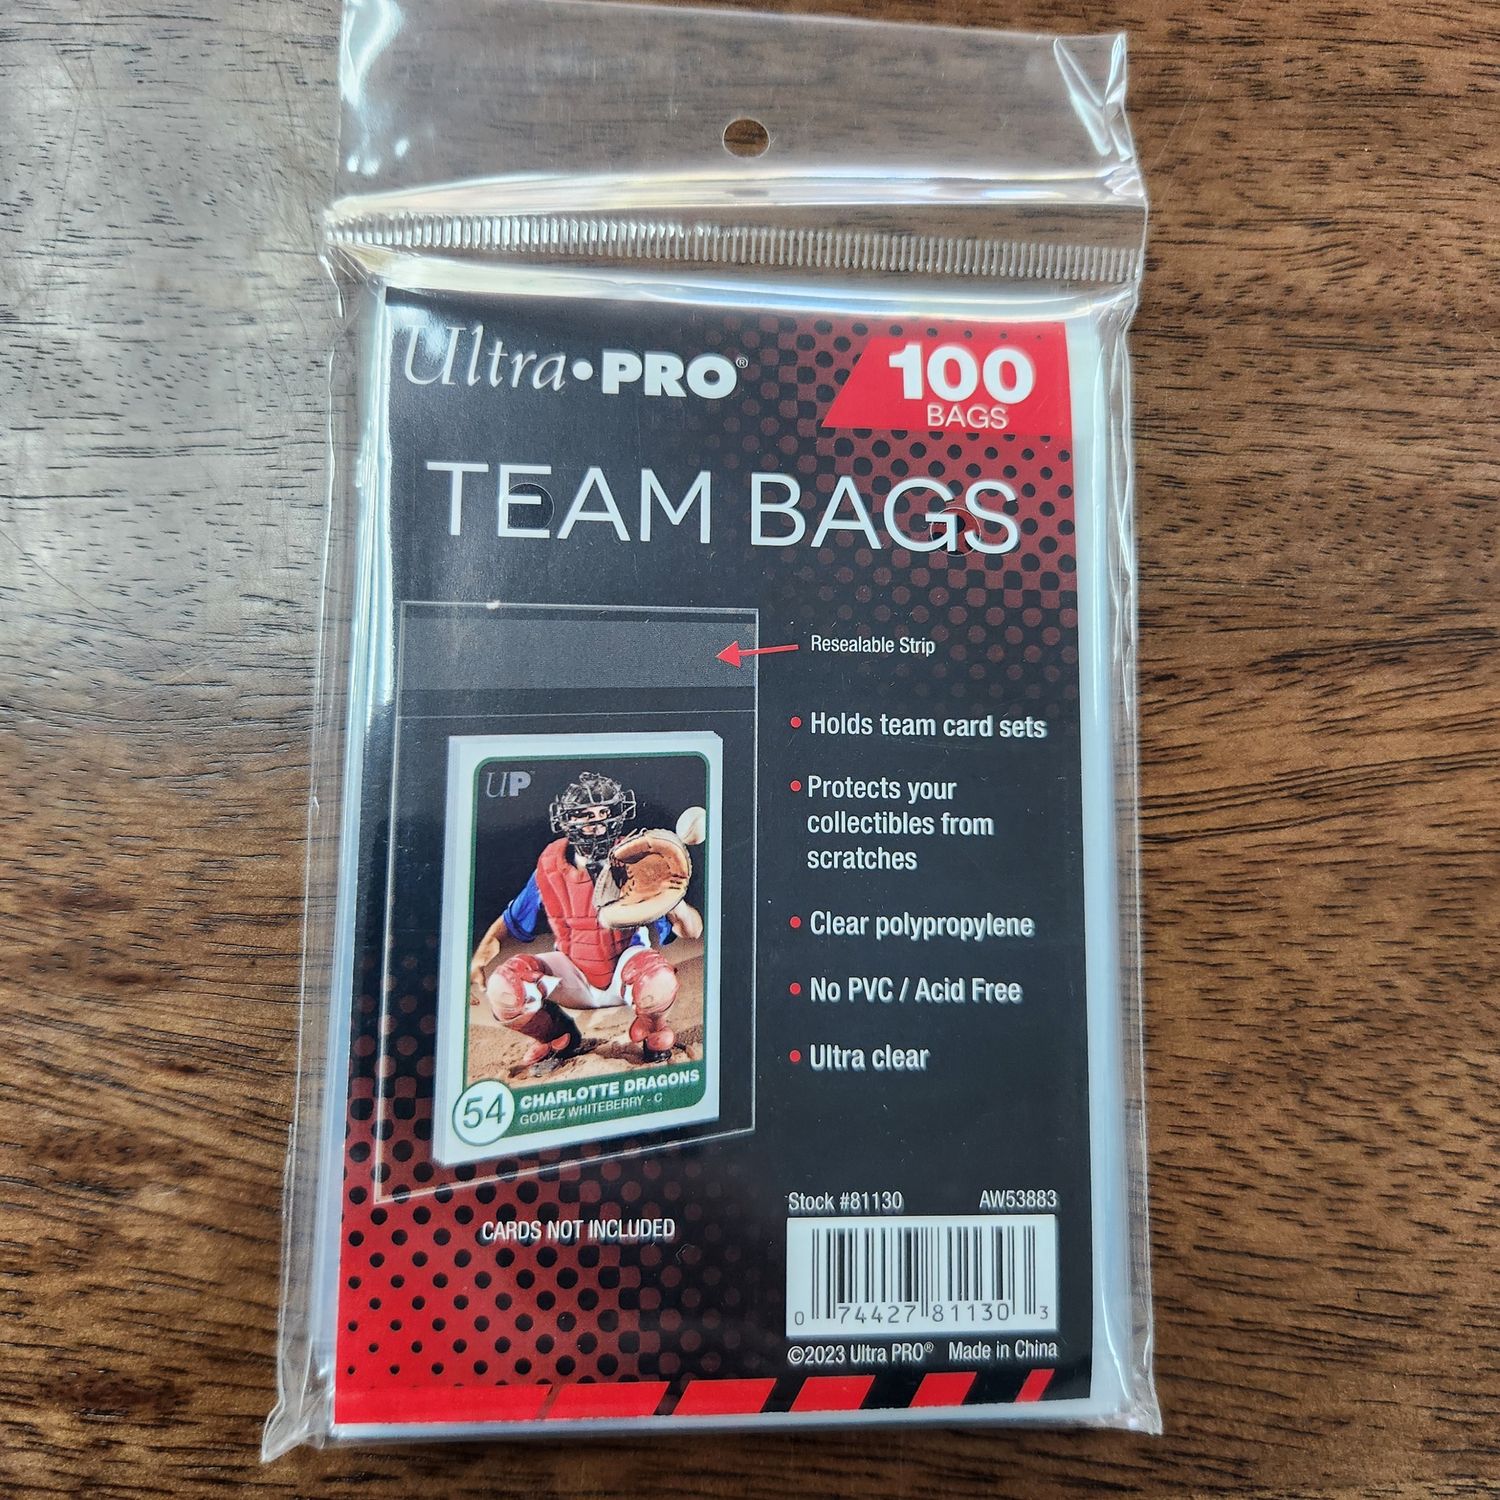 Ultra•PRO®
100
BAGS
TEAM BAGS
Resealable Strip
• Holds team card sets
• Protects your
collectibles from
scratches
• Clear polypropylene
• No PVC / Acid Free
• Ultra clear
UP
54
CHARLOTTE DRAGONS
GOMEZ WHITEBERRY - C
CARDS NOT INCLUDED
Stock #81130 AW53883
0 74427 81130 3
©2023 Ultra PRO® Made in China